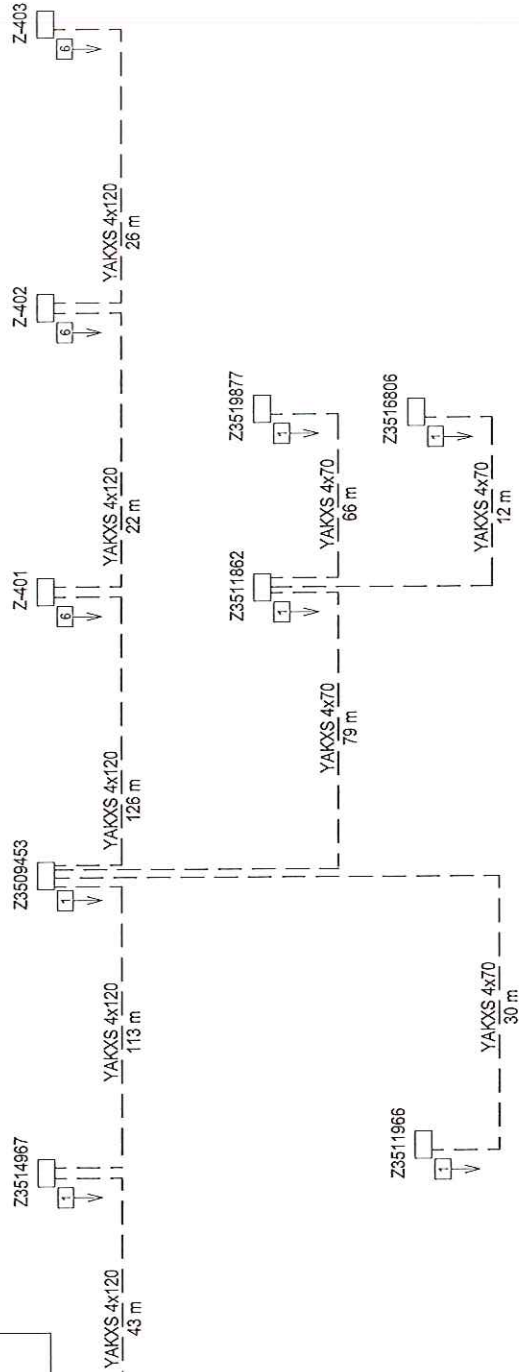 Z3514967
Z3509453
Z-401
Z-402
Z-403
1
1
6
6
6
YAKXS 4x120
43 m
YAKXS 4x120
113 m
YAKXS 4x120
126 m
YAKXS 4x120
22 m
YAKXS 4x120
26 m
Z3511862
Z3519877
1
1
YAKXS 4x70
79 m
YAKXS 4x70
66 m
Z3511966
Z3516806
1
1
YAKXS 4x70
30 m
YAKXS 4x70
12 m